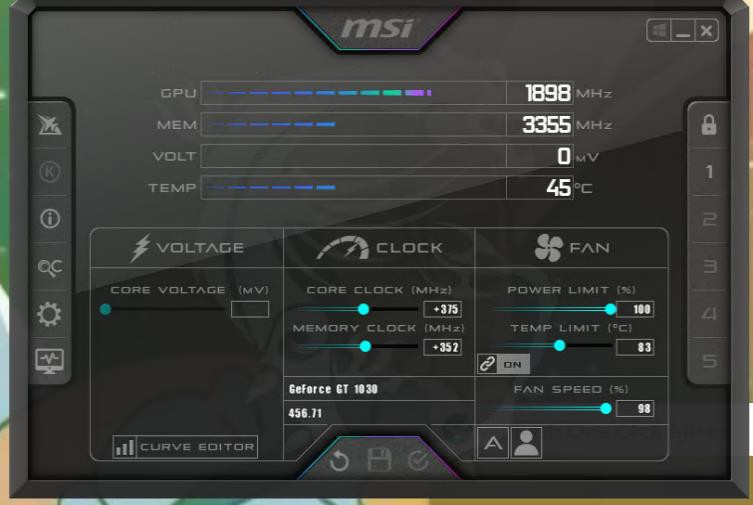 msi
GPU 1898 MHz
MEM 3355 MHz
VOLT 0 mV
TEMP 45 °C
K
i
OC
1
2
3
4
5
VOLTAGE
CLOCK
FAN
CORE VOLTAGE (mV)
CORE CLOCK (MHz)
+375
MEMORY CLOCK (MHz)
+352
POWER LIMIT (%)
100
TEMP LIMIT (°C)
83
ON
GeForce GT 1030
456.71
FAN SPEED (%)
98
CURVE EDITOR
A